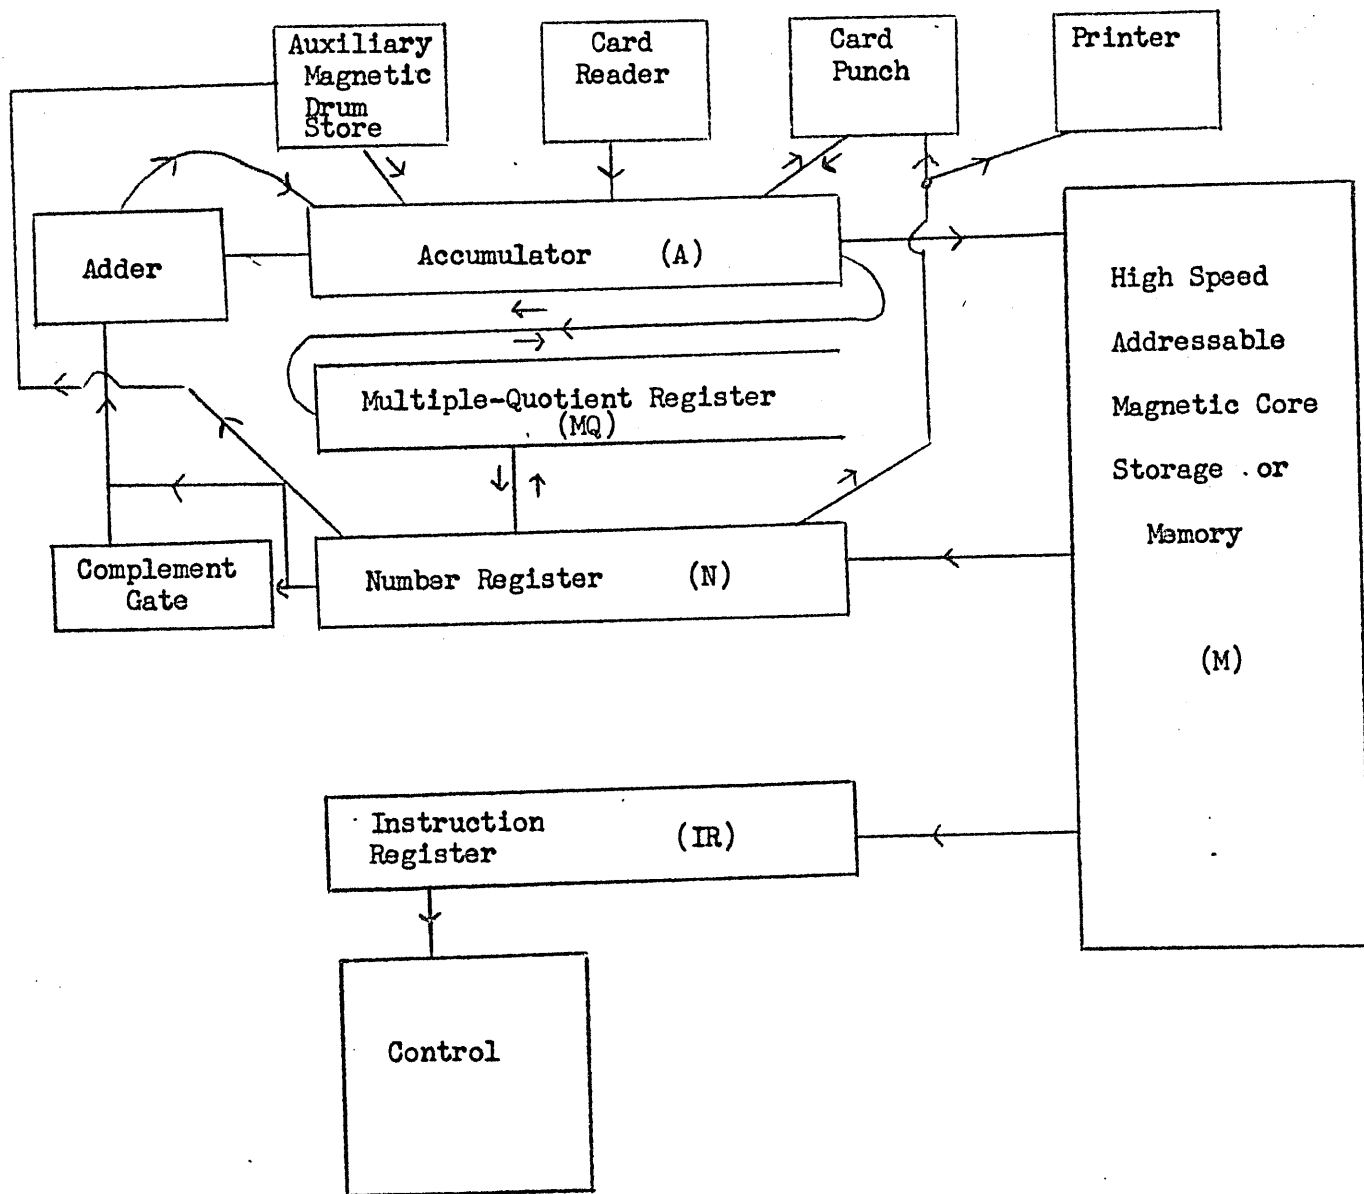 Auxiliary
Magnetic
Drum
Store
Card
Reader
Card
Punch
Printer
Adder
Accumulator (A)
High Speed
Addressable
Magnetic Core
Storage or
Memory
(M)
Multiple-Quotient Register
(MQ)
Complement
Gate
Number Register (N)
Instruction
Register (IR)
Control